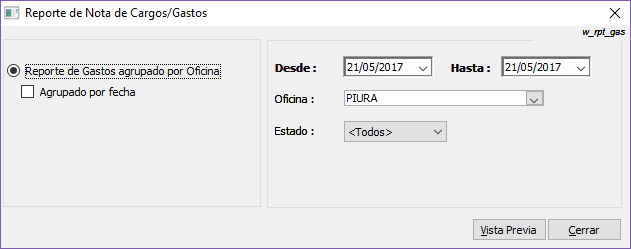 Reporte de Nota de Cargos/Gastos
w_rpt_gas
Reporte de Gastos agrupado por Oficina
Agrupado por fecha
Desde : 21/05/2017 Hasta : 21/05/2017
Oficina : PIURA
Estado : <Todos>
Vista Previa Cerrar